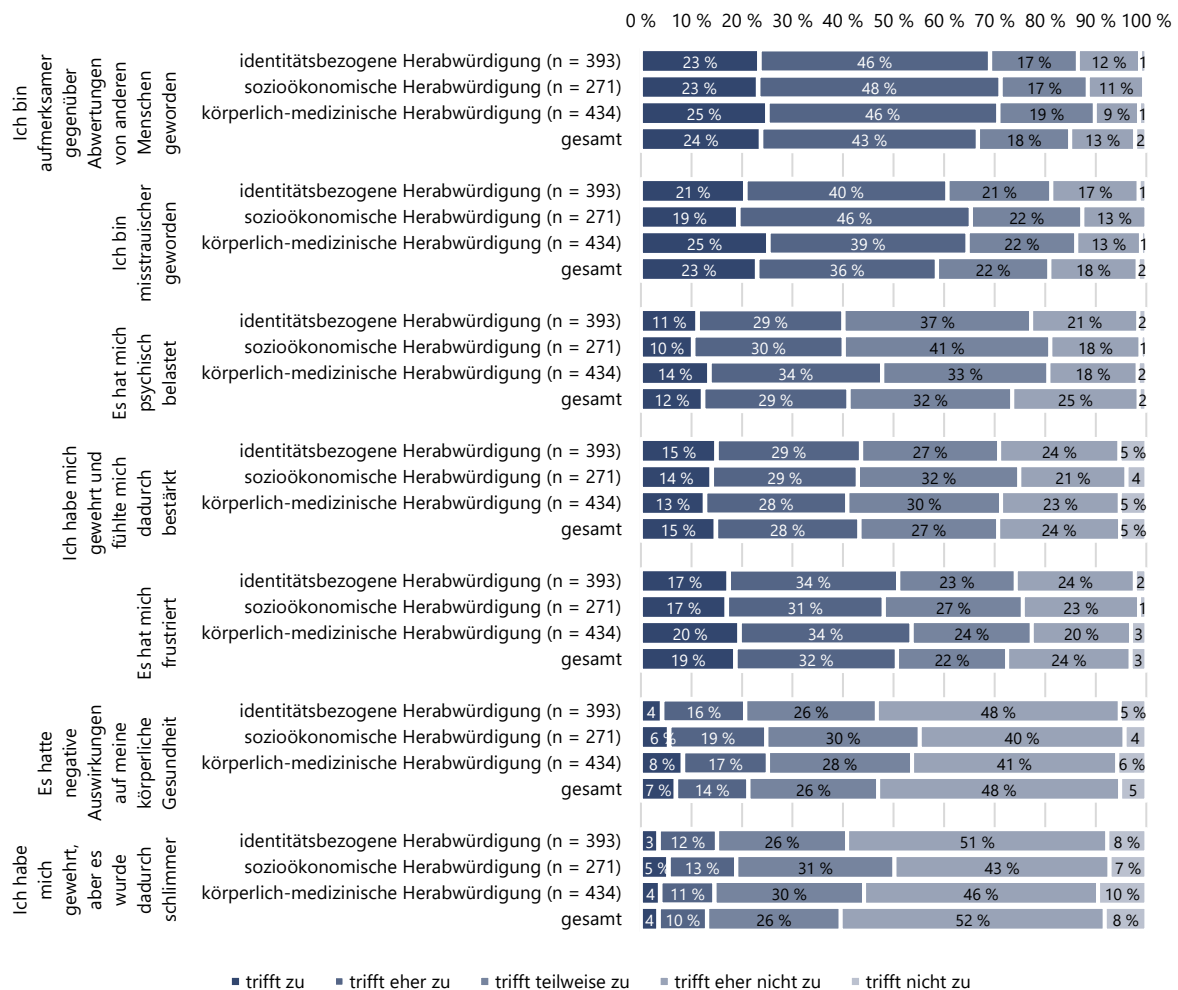 0 % 10 % 20 % 30 % 40 % 50 % 60 % 70 % 80 % 90 % 100 %
Ich bin
aufmerksamer
gegenüber
Abwertungen
von anderen
Menschen
geworden
identitätsbezogene Herabwürdigung (n = 393) 23 % 46 % 17 % 12 % 1
sozioökonomische Herabwürdigung (n = 271) 23 % 48 % 17 % 11 %
körperlich-medizinische Herabwürdigung (n = 434) 25 % 46 % 19 % 9 % 1
gesamt 24 % 43 % 18 % 13 % 2
Ich bin
misstrauischer
geworden
identitätsbezogene Herabwürdigung (n = 393) 21 % 40 % 21 % 17 % 1
sozioökonomische Herabwürdigung (n = 271) 19 % 46 % 22 % 13 %
körperlich-medizinische Herabwürdigung (n = 434) 25 % 39 % 22 % 13 % 1
gesamt 23 % 36 % 22 % 18 % 2
Es hat mich
psychisch
belastet
identitätsbezogene Herabwürdigung (n = 393) 11 % 29 % 37 % 21 % 2
sozioökonomische Herabwürdigung (n = 271) 10 % 30 % 41 % 18 % 1
körperlich-medizinische Herabwürdigung (n = 434) 14 % 34 % 33 % 18 % 2
gesamt 12 % 29 % 32 % 25 % 2
Ich habe mich
gewehrt und
fühlte mich
dadurch
bestärkt
identitätsbezogene Herabwürdigung (n = 393) 15 % 29 % 27 % 24 % 5 %
sozioökonomische Herabwürdigung (n = 271) 14 % 29 % 32 % 21 % 4
körperlich-medizinische Herabwürdigung (n = 434) 13 % 28 % 30 % 23 % 5 %
gesamt 15 % 28 % 27 % 24 % 5 %
Es hat mich
frustriert
identitätsbezogene Herabwürdigung (n = 393) 17 % 34 % 23 % 24 % 2
sozioökonomische Herabwürdigung (n = 271) 17 % 31 % 27 % 23 % 1
körperlich-medizinische Herabwürdigung (n = 434) 20 % 34 % 24 % 20 % 3
gesamt 19 % 32 % 22 % 24 % 3
Es hatte
negative
Auswirkungen
auf meine
körperliche
Gesundheit
identitätsbezogene Herabwürdigung (n = 393) 4 16 % 26 % 48 % 5 %
sozioökonomische Herabwürdigung (n = 271) 6 % 19 % 30 % 40 % 4
körperlich-medizinische Herabwürdigung (n = 434) 8 % 17 % 28 % 41 % 6 %
gesamt 7 % 14 % 26 % 48 % 5
Ich habe
mich
gewehrt,
aber es
wurde
dadurch
schlimmer
identitätsbezogene Herabwürdigung (n = 393) 3 12 % 26 % 51 % 8 %
sozioökonomische Herabwürdigung (n = 271) 5 % 13 % 31 % 43 % 7 %
körperlich-medizinische Herabwürdigung (n = 434) 4 11 % 30 % 46 % 10 %
gesamt 4 10 % 26 % 52 % 8 %
trifft zu trifft eher zu trifft teilweise zu trifft eher nicht zu trifft nicht zu